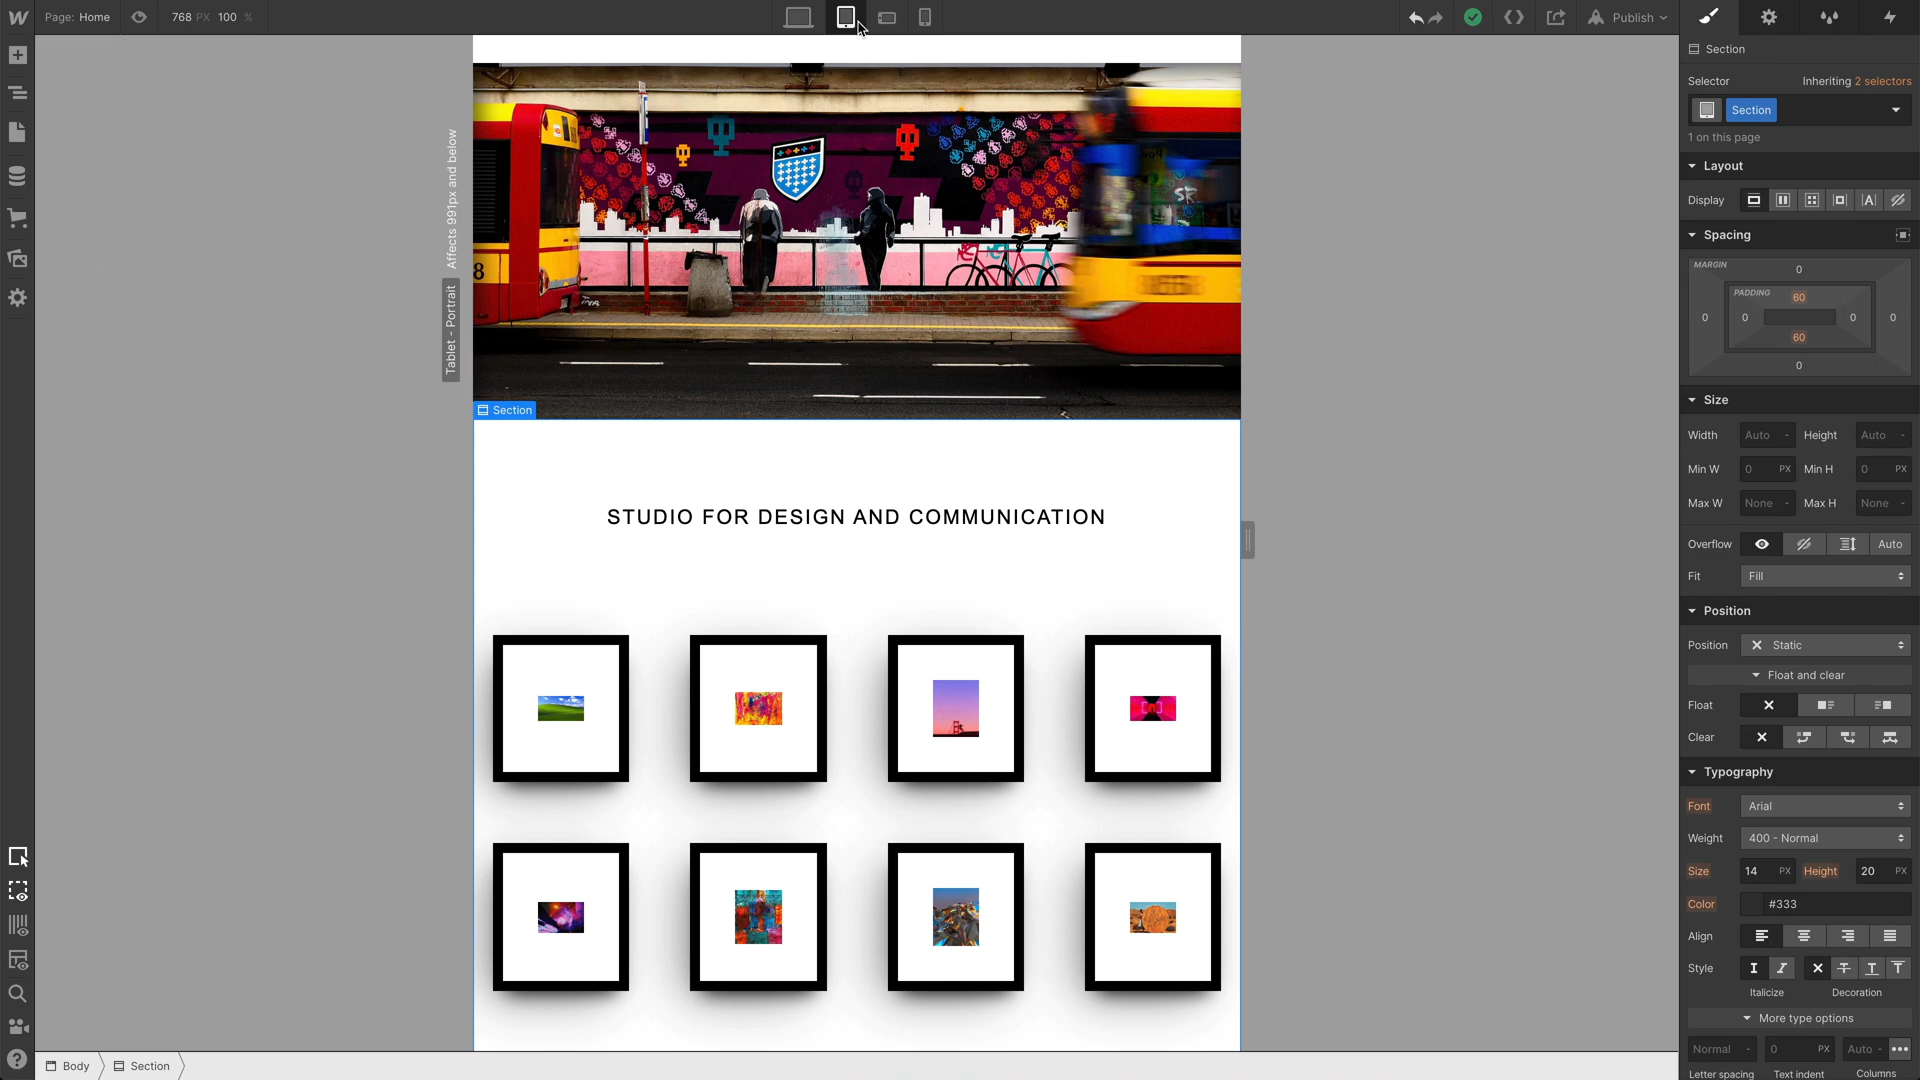 Page: Home
768 PX 100 %
Publish
Section
Selector
Inheriting 2 selectors
Section
1 on this page
Layout
Display
Spacing
MARGIN
0
PADDING
60
0
0
0
0
60
0
Size
Width
Auto -
Height
Auto -
Min W
0 PX
Min H
0 PX
Max W
None -
Max H
None -
Overflow
Auto
Fit
Fill
Position
Position
Static
Float and clear
Float
Clear
Typography
Font
Arial
Weight
400 - Normal
Size
14 PX
Height
20 PX
Color
#333
Align
Style
Italicize
Decoration
More type options
Normal -
0 PX
Auto -
Letter spacing
Text indent
Columns
Affects 991px and below
Tablet - Portrait
8
Section
STUDIO FOR DESIGN AND COMMUNICATION
Body
Section